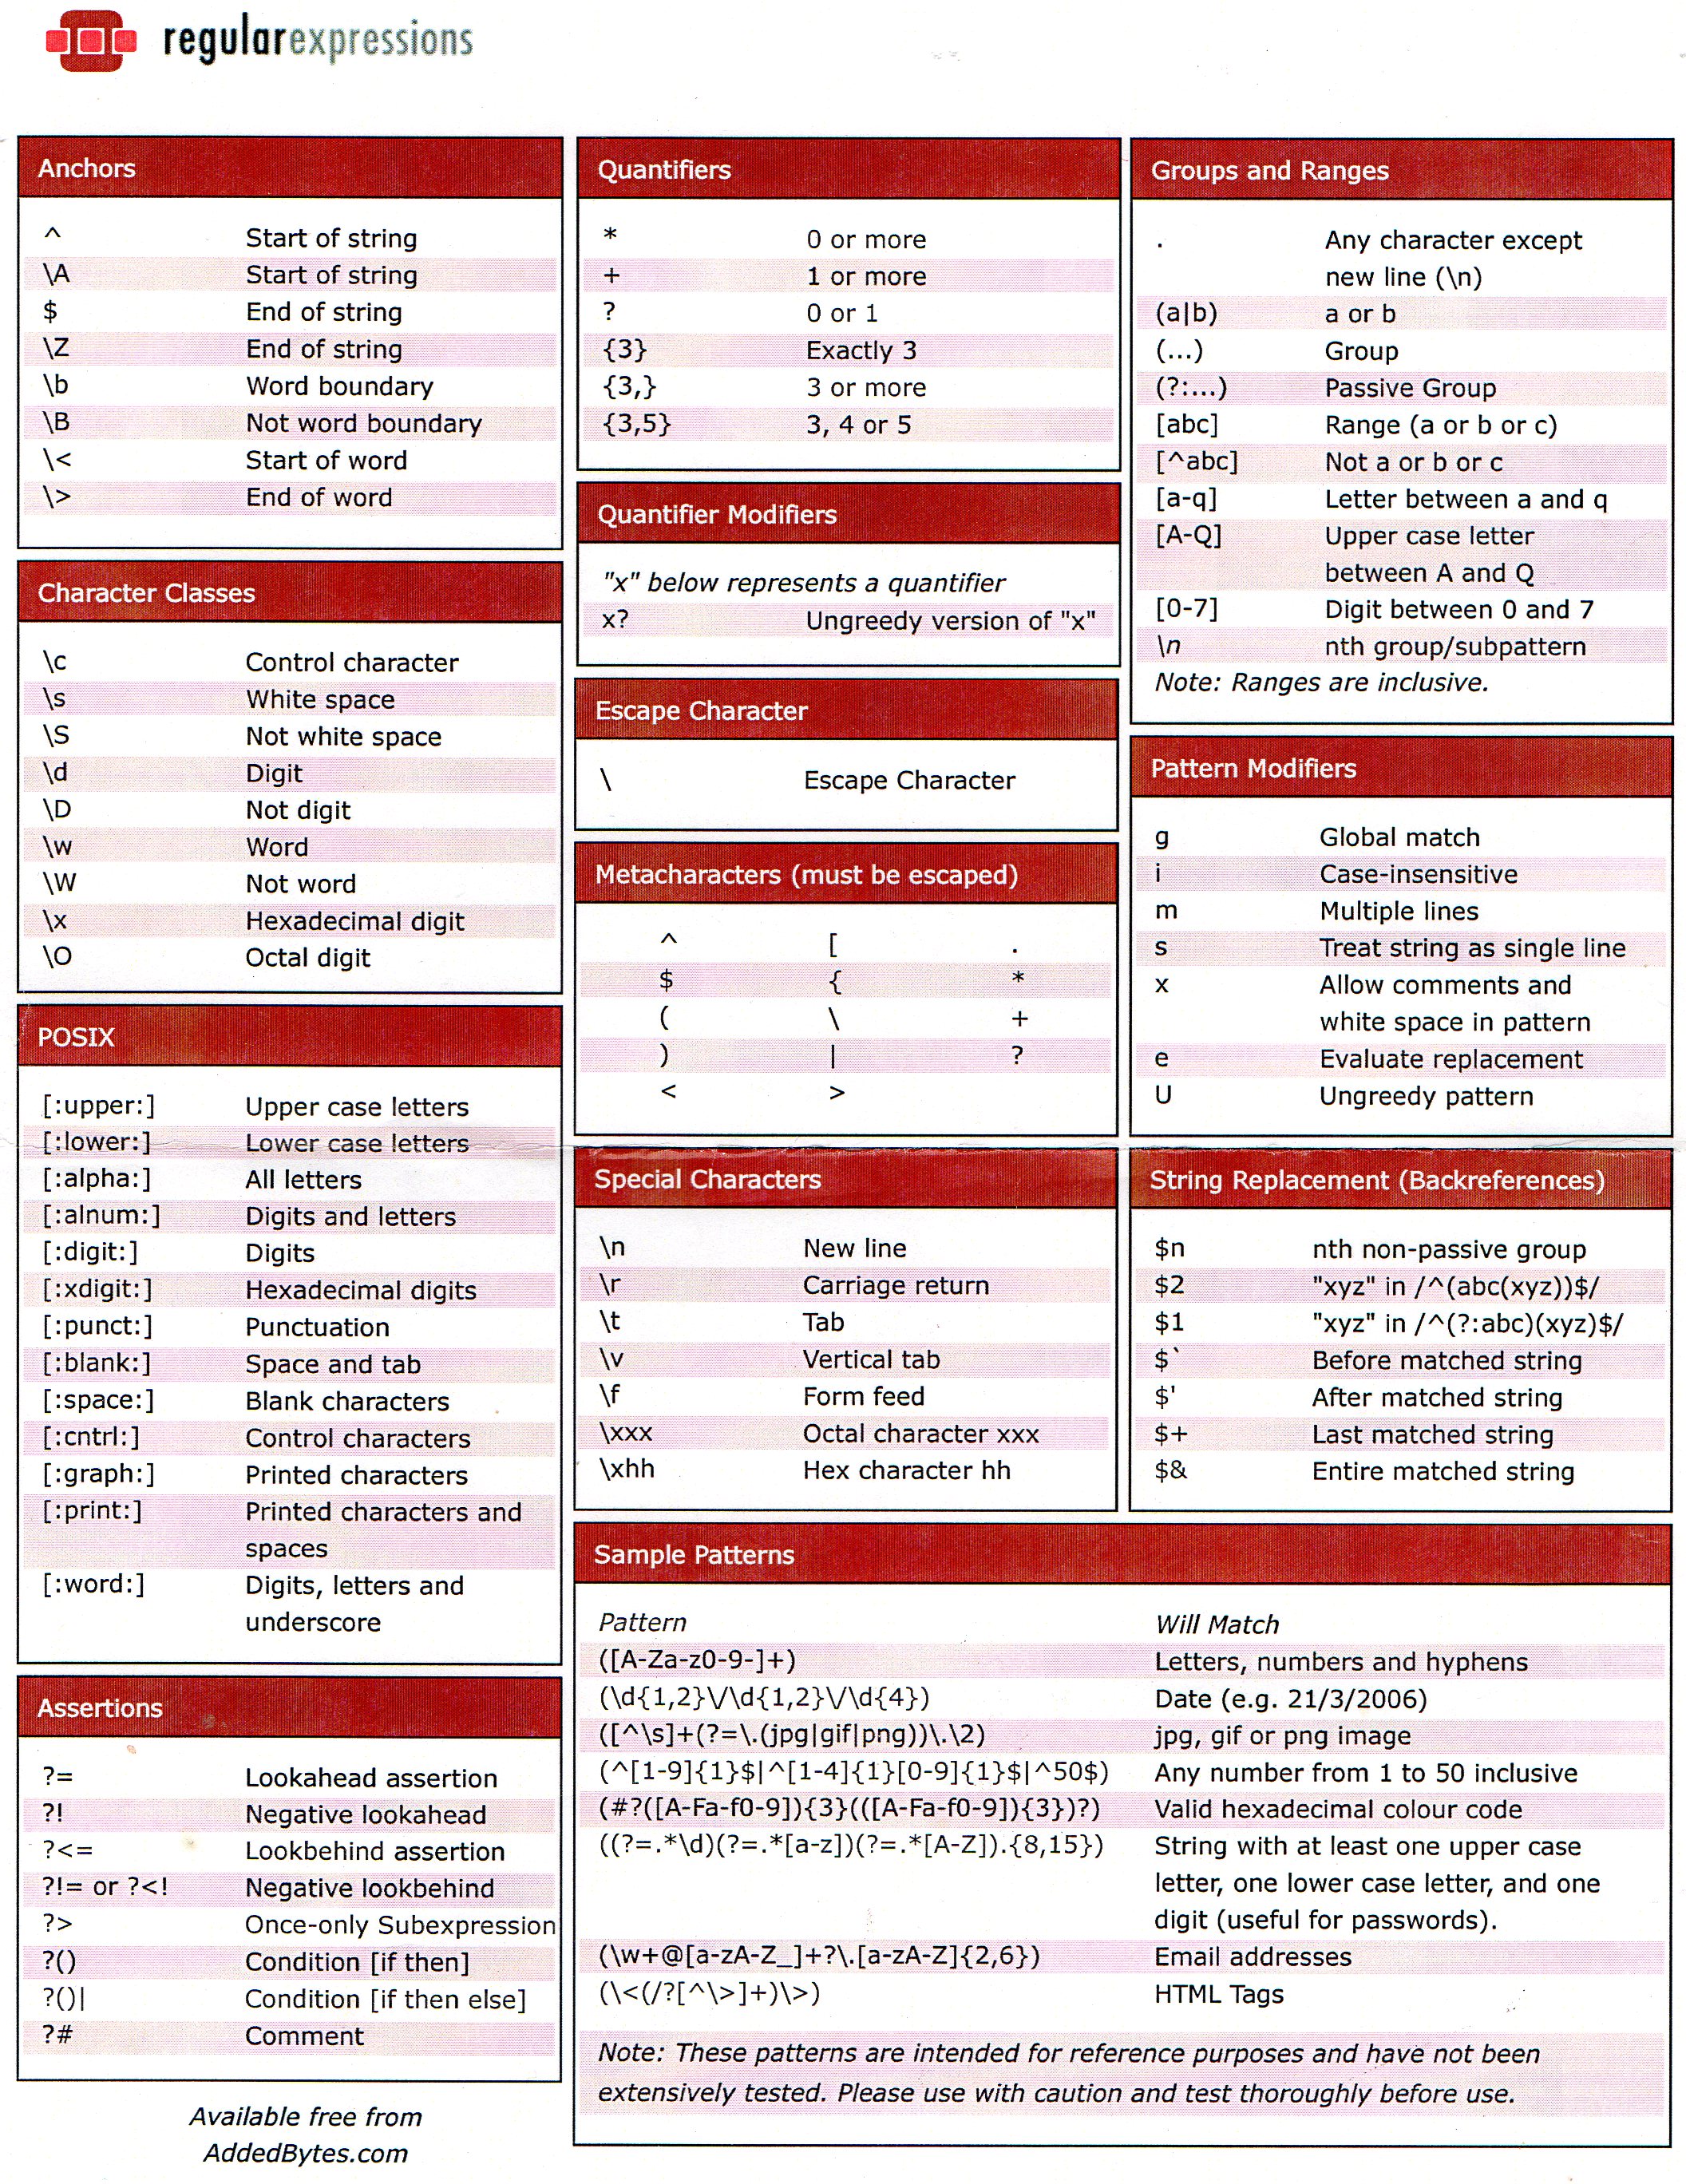 regularexpressions
Anchors
^ Start of string
\A Start of string
$ End of string
\Z End of string
\b Word boundary
\B Not word boundary
\< Start of word
\> End of word
Character Classes
\c Control character
\s White space
\S Not white space
\d Digit
\D Not digit
\w Word
\W Not word
\x Hexadecimal digit
\O Octal digit
POSIX
[:upper:] Upper case letters
[:lower:] Lower case letters
[:alpha:] All letters
[:alnum:] Digits and letters
[:digit:] Digits
[:xdigit:] Hexadecimal digits
[:punct:] Punctuation
[:blank:] Space and tab
[:space:] Blank characters
[:cntrl:] Control characters
[:graph:] Printed characters
[:print:] Printed characters and
spaces
[:word:] Digits, letters and
underscore
Assertions
?= Lookahead assertion
?! Negative lookahead
?<= Lookbehind assertion
?!= or ?<! Negative lookbehind
?> Once-only Subexpression
?() Condition [if then]
?()| Condition [if then else]
?# Comment
Available free from
AddedBytes.com
Quantifiers
* 0 or more
+ 1 or more
? 0 or 1
{3} Exactly 3
{3,} 3 or more
{3,5} 3, 4 or 5
Quantifier Modifiers
"x" below represents a quantifier
x? Ungreedy version of "x"
Escape Character
\ Escape Character
Metacharacters (must be escaped)
^ [ .
$ { *
( \ +
) | ?
< >
Special Characters
\n New line
\r Carriage return
\t Tab
\v Vertical tab
\f Form feed
\xxx Octal character xxx
\xhh Hex character hh
Groups and Ranges
. Any character except
new line (\n)
(a|b) a or b
(...) Group
(?:...) Passive Group
[abc] Range (a or b or c)
[^abc] Not a or b or c
[a-q] Letter between a and q
[A-Q] Upper case letter
between A and Q
[0-7] Digit between 0 and 7
\n nth group/subpattern
Note: Ranges are inclusive.
Pattern Modifiers
g Global match
i Case-insensitive
m Multiple lines
s Treat string as single line
x Allow comments and
white space in pattern
e Evaluate replacement
U Ungreedy pattern
String Replacement (Backreferences)
$n nth non-passive group
$2 "xyz" in /^(abc(xyz))$/
$1 "xyz" in /^(?:abc)(xyz)$/
$` Before matched string
$' After matched string
$+ Last matched string
$& Entire matched string
Sample Patterns
Pattern Will Match
([A-Za-z0-9-]+) Letters, numbers and hyphens
(\d{1,2}\/\d{1,2}\/\d{4}) Date (e.g. 21/3/2006)
([^\s]+(?=\.(jpg|gif|png))\.\2) jpg, gif or png image
(^[1-9]{1}$|^[1-4]{1}[0-9]{1}$|^50$) Any number from 1 to 50 inclusive
(#?([A-Fa-f0-9]){3}(([A-Fa-f0-9]){3})?) Valid hexadecimal colour code
((?=.*\d)(?=.*[a-z])(?=.*[A-Z]).{8,15}) String with at least one upper case
letter, one lower case letter, and one
digit (useful for passwords).
(\w+@[a-zA-Z_]+?\.[a-zA-Z]{2,6}) Email addresses
(\<(/?[^\>]+)\>) HTML Tags
Note: These patterns are intended for reference purposes and have not been
extensively tested. Please use with caution and test thoroughly before use.